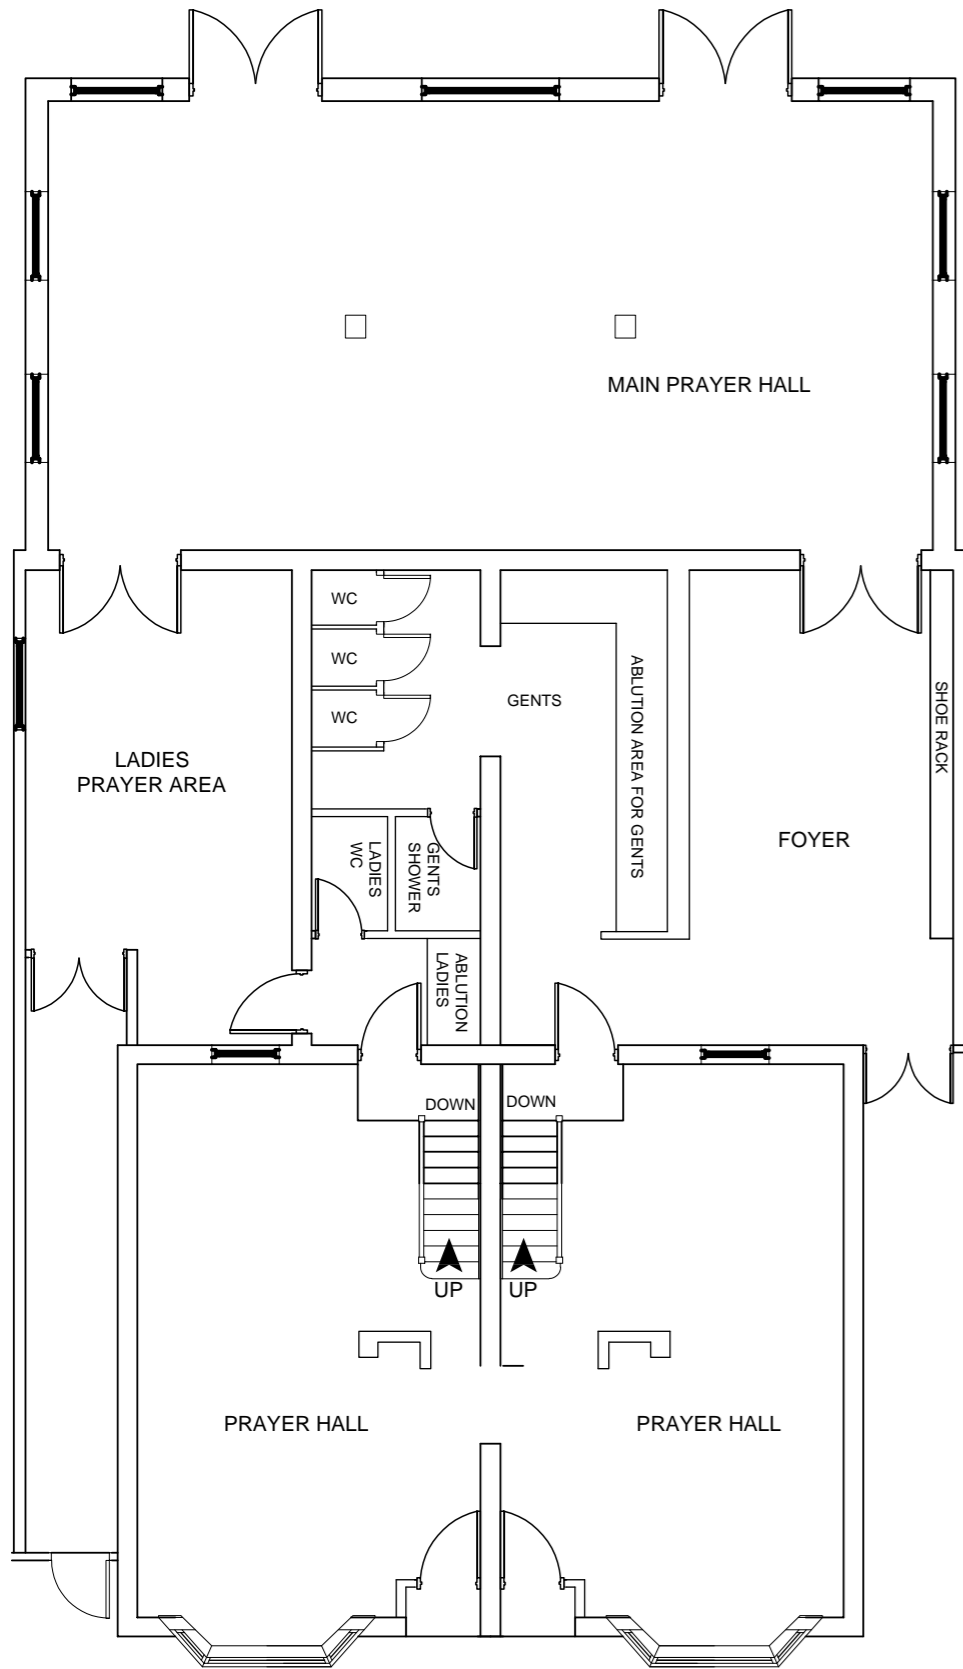 MAIN PRAYER HALL
WC
WC
WC
GENTS
ABLUTION AREA FOR GENTS
SHOE RACK
LADIES
PRAYER AREA
FOYER
LADIES
WC
GENTS
SHOWER
ABLUTION
LADIES
DOWN
DOWN
UP
UP
PRAYER HALL
PRAYER HALL